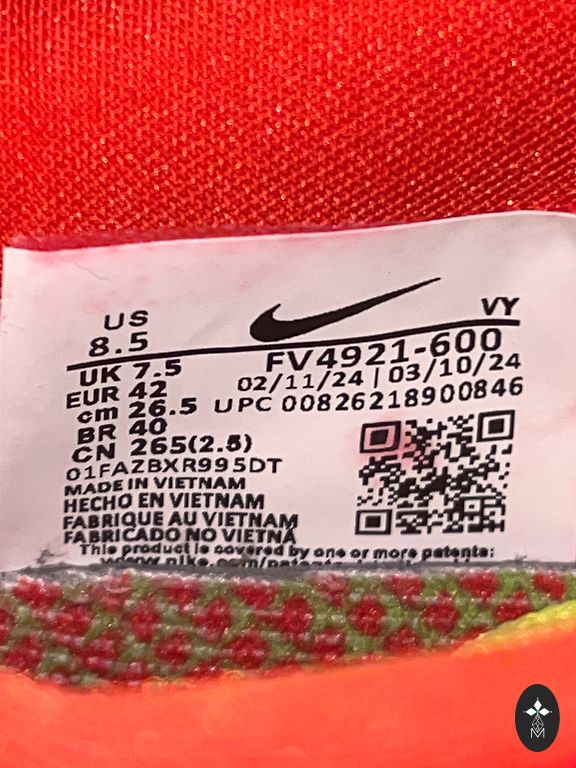 US
8.5
VY
UK 7.5
FV4921-600
EUR 42
02/11/24 | 03/10/24
cm 26.5
UPC 00826218900846
BR 40
CN 265(2.5)
01FAZBXR995DT
MADE IN VIETNAM
HECHO EN VIETNAM
FABRIQUE AU VIETNAM
FABRICADO NO VIETNÃ
This product is covered by one or more patents:
M